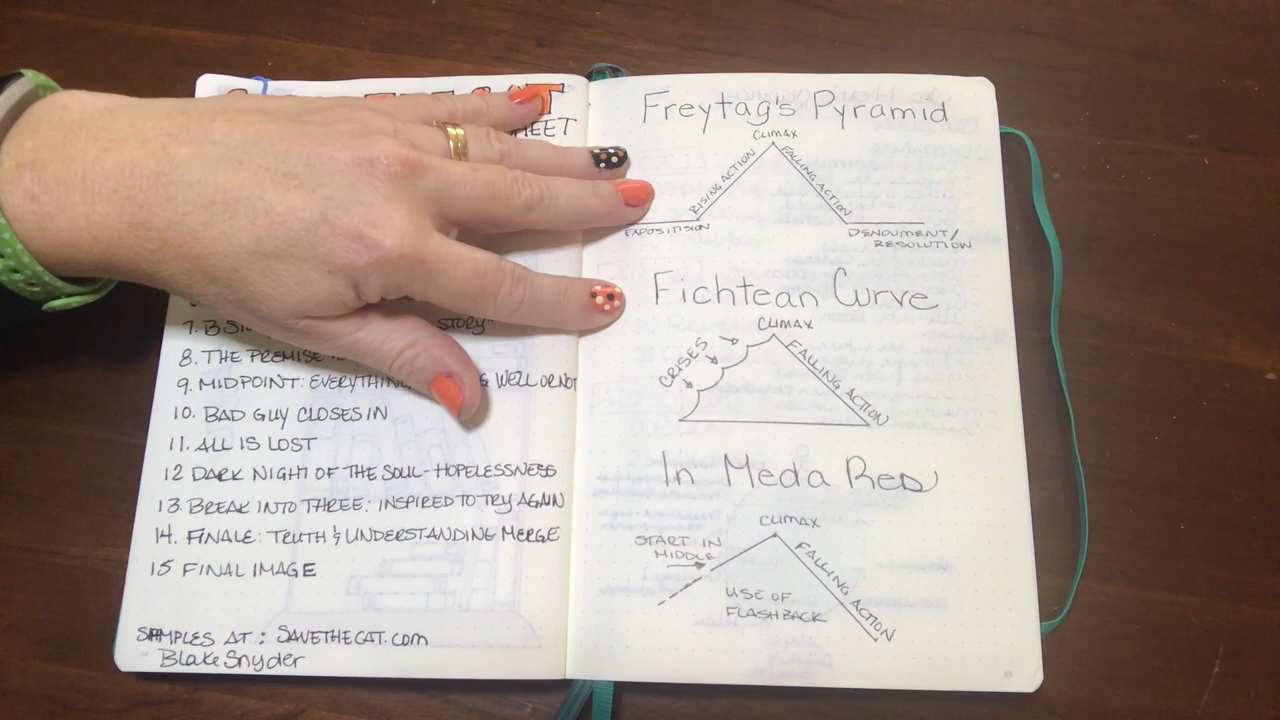 HEET
7. B S STORY"
8. THE PREMISE
9. MIDPOINT: EVERYTHIN WELL OR NOT
10. BAD GUY CLOSES IN
11. ALL IS LOST
12 DARK NIGHT OF THE SOUL - HOPELESSNESS
13. BREAK INTO THREE: INSPIRED TO TRY AGAIN
14. FINALE: TRUTH & UNDERSTANDING MERGE
15 FINAL IMAGE
SAMPLES AT: SAVETHECAT.com
Blake Snyder
Freytag's Pyramid
CLIMAX
RISING ACTION
FALLING ACTION
EXPOSITISION
DENOUMENT/
RESOLUTION
Fichtean Curve
CLIMAX
CRISES
FALLING ACTION
In Meda Res
CLIMAX
START IN
MIDDLE
FALLING ACTION
USE OF
FLASHBACK